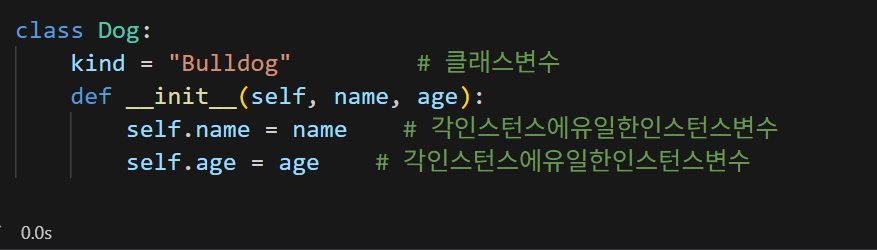 class Dog:
    kind = "Bulldog"         # 클래스변수
    def __init__(self, name, age):
        self.name = name    # 각인스턴스에유일한인스턴스변수
        self.age = age    # 각인스턴스에유일한인스턴스변수
0.0s